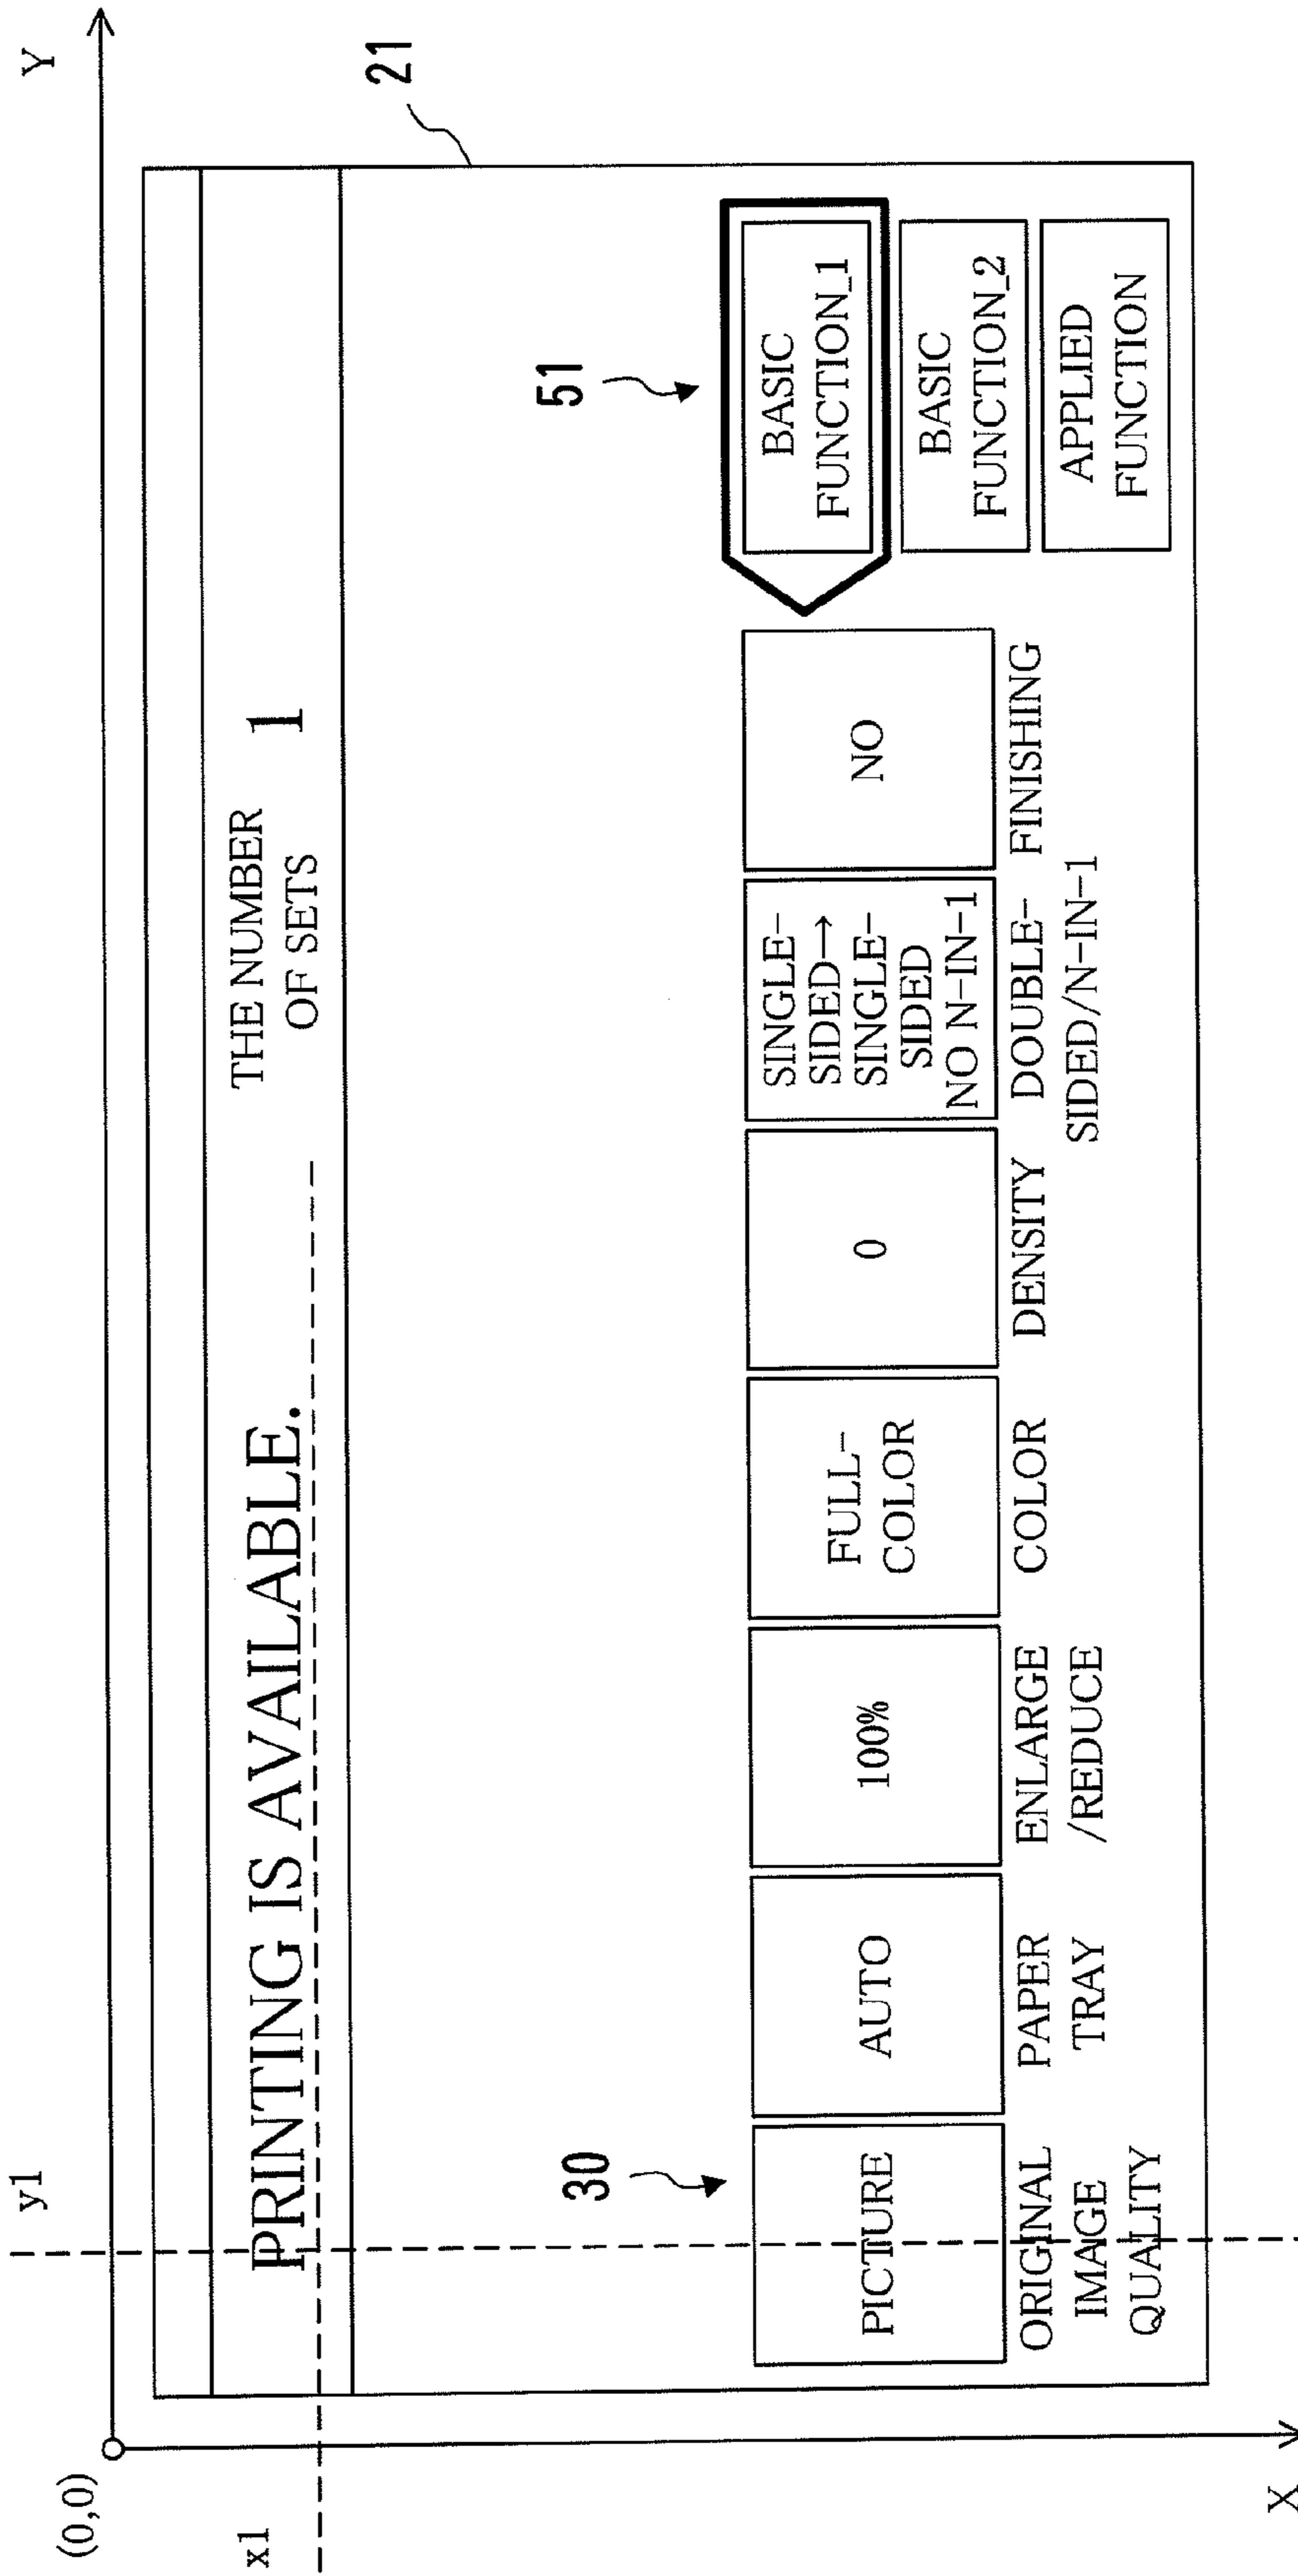 Y
y1
(0,0)
x1
X
21
PRINTING IS AVAILABLE.
THE NUMBER
OF SETS
1
30
51
PICTURE
ORIGINAL
IMAGE
QUALITY
AUTO
PAPER
TRAY
100%
ENLARGE
/REDUCE
FULL-
COLOR
COLOR
0
DENSITY
SINGLE-
SIDED→
SINGLE-
SIDED
NO N-IN-1
DOUBLE-
SIDED/N-IN-1
NO
FINISHING
BASIC
FUNCTION_1
BASIC
FUNCTION_2
APPLIED
FUNCTION